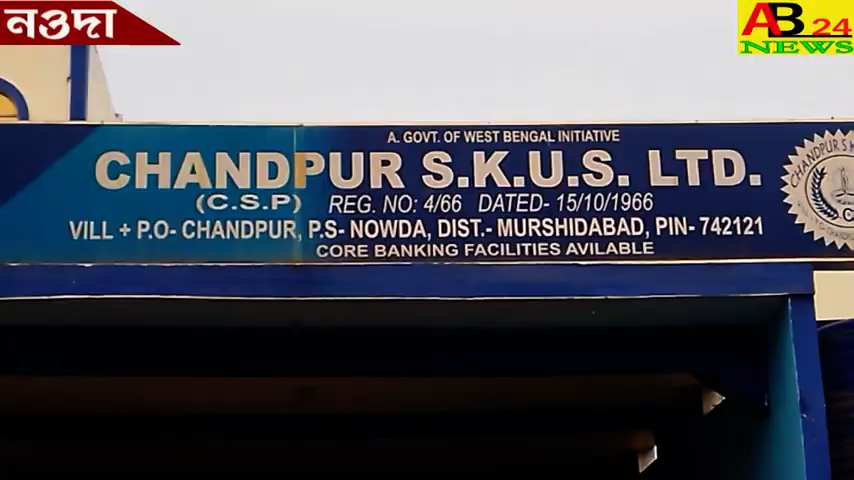 নওদা
AB 24
NEWS
A. GOVT. OF WEST BENGAL INITIATIVE
CHANDPUR S.K.U.S. LTD.
(C.S.P) REG. NO: 4/66 DATED- 15/10/1966
VILL + P.O- CHANDPUR, P.S- NOWDA, DIST.- MURSHIDABAD, PIN- 742121
CORE BANKING FACILITIES AVILABLE
CHANDPUR S.K